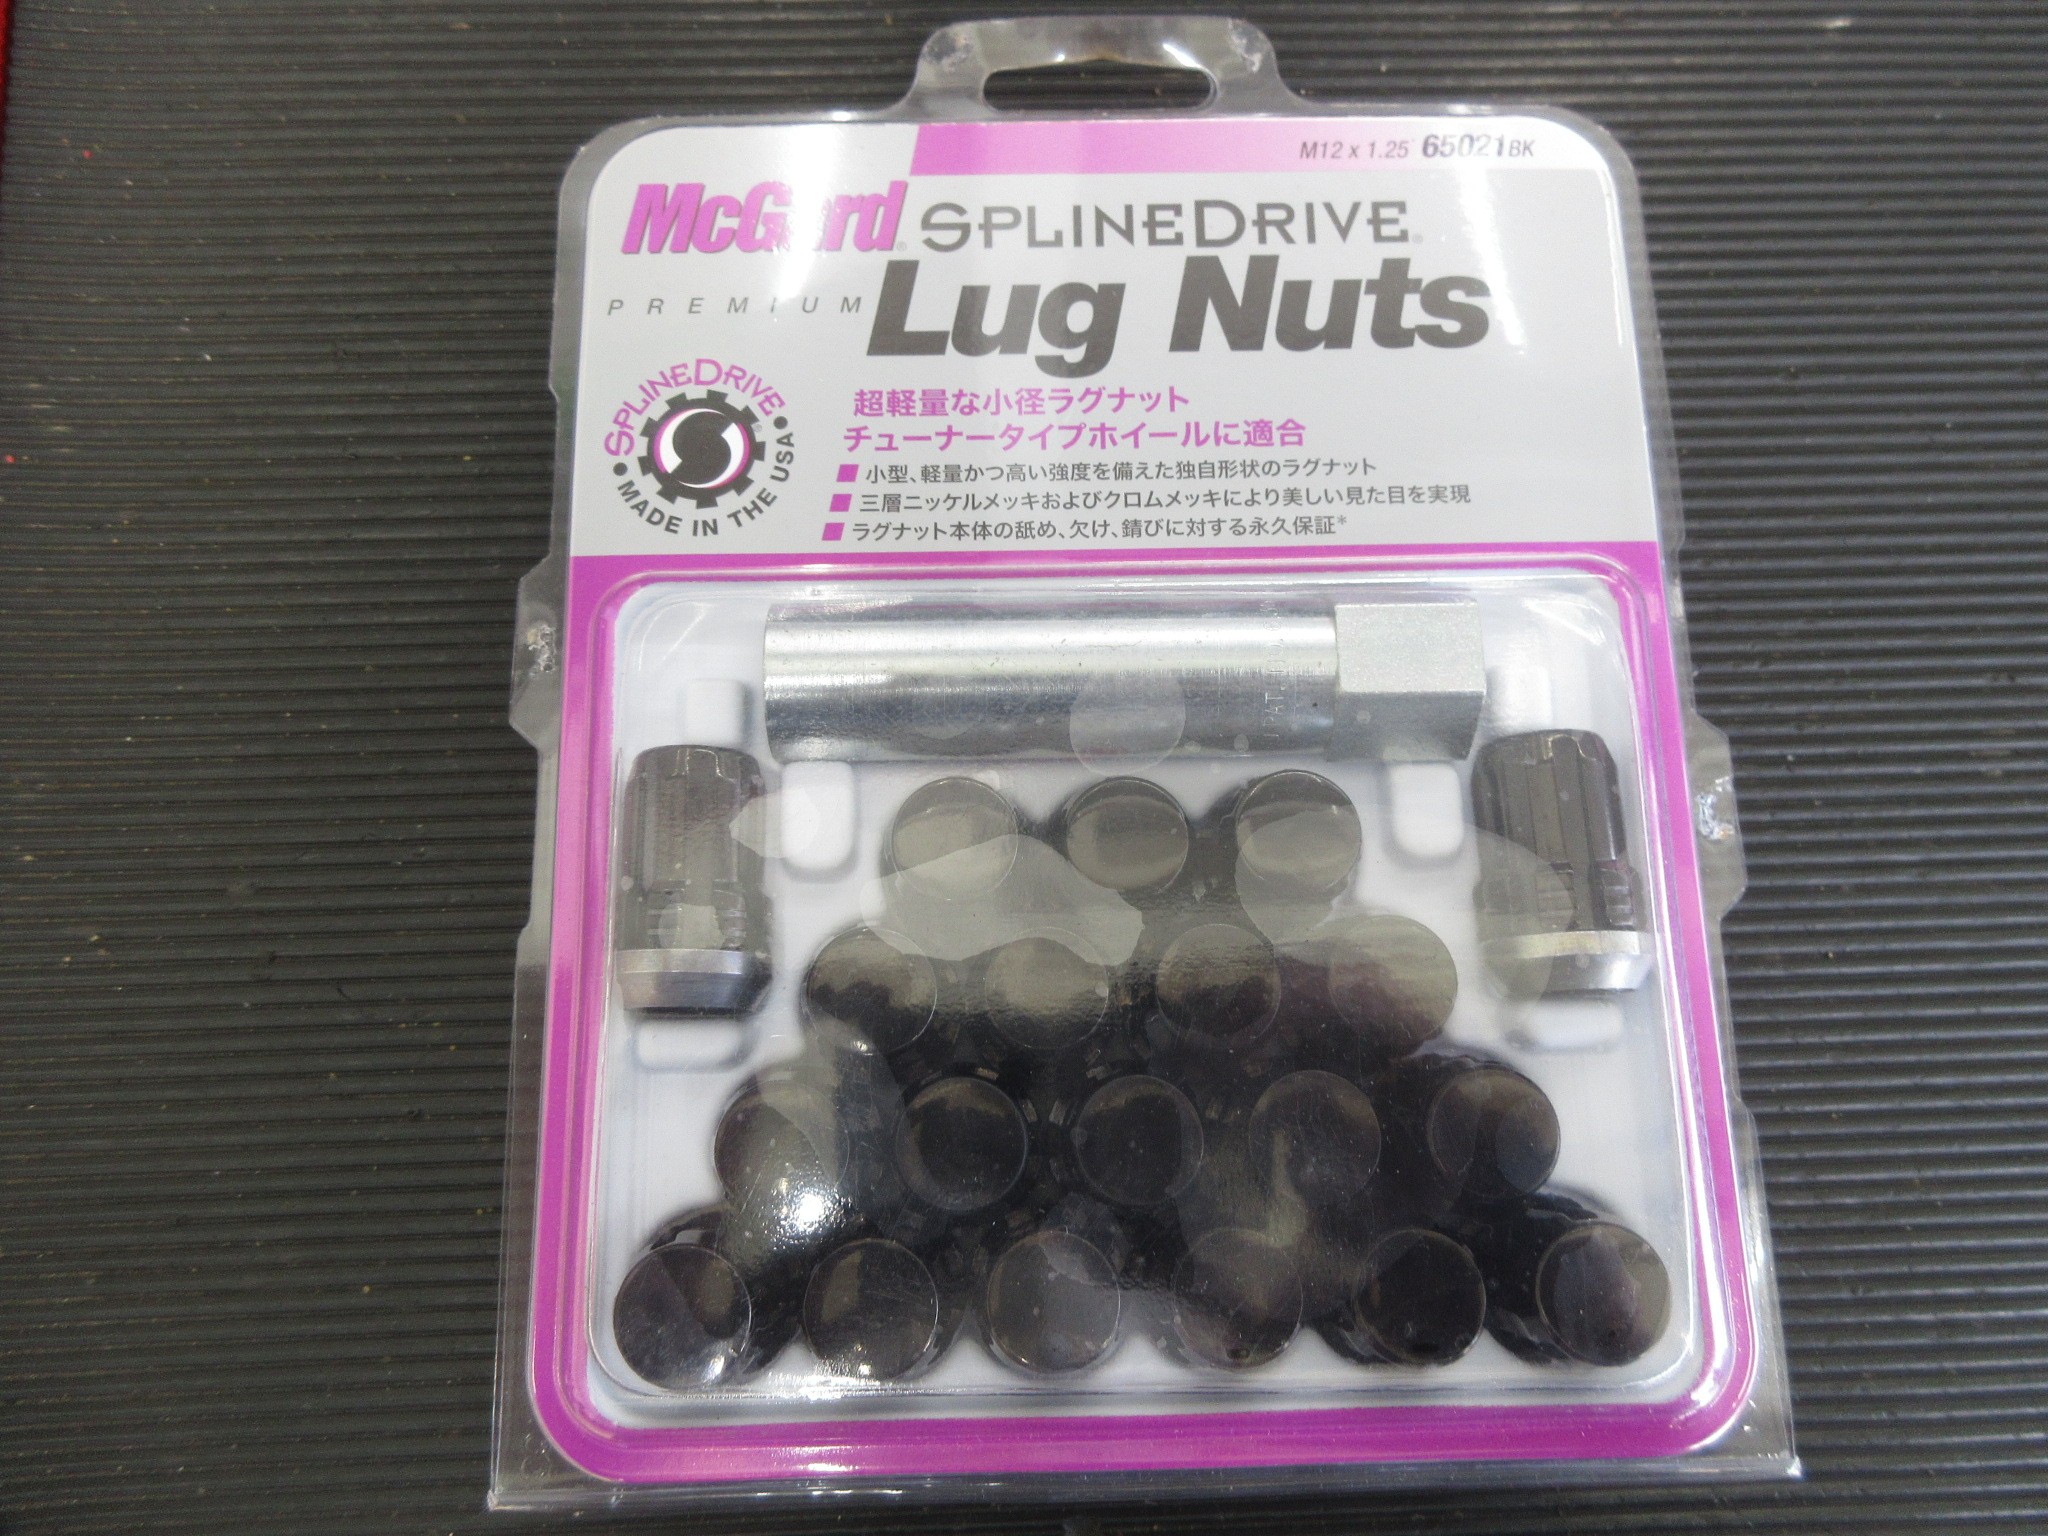 M12 x 1.25 65021BK
McGard® SPLINEDRIVE®
PREMIUM Lug Nuts
SPLINEDRIVE®
• MADE IN THE USA •
超軽量な小径ラグナット
チューナータイプホイールに適合
■ 小型、軽量かつ高い強度を備えた独自形状のラグナット
■ 三層ニッケルメッキおよびクロムメッキにより美しい見た目を実現
■ ラグナット本体の舐め、欠け、錆びに対する永久保証*